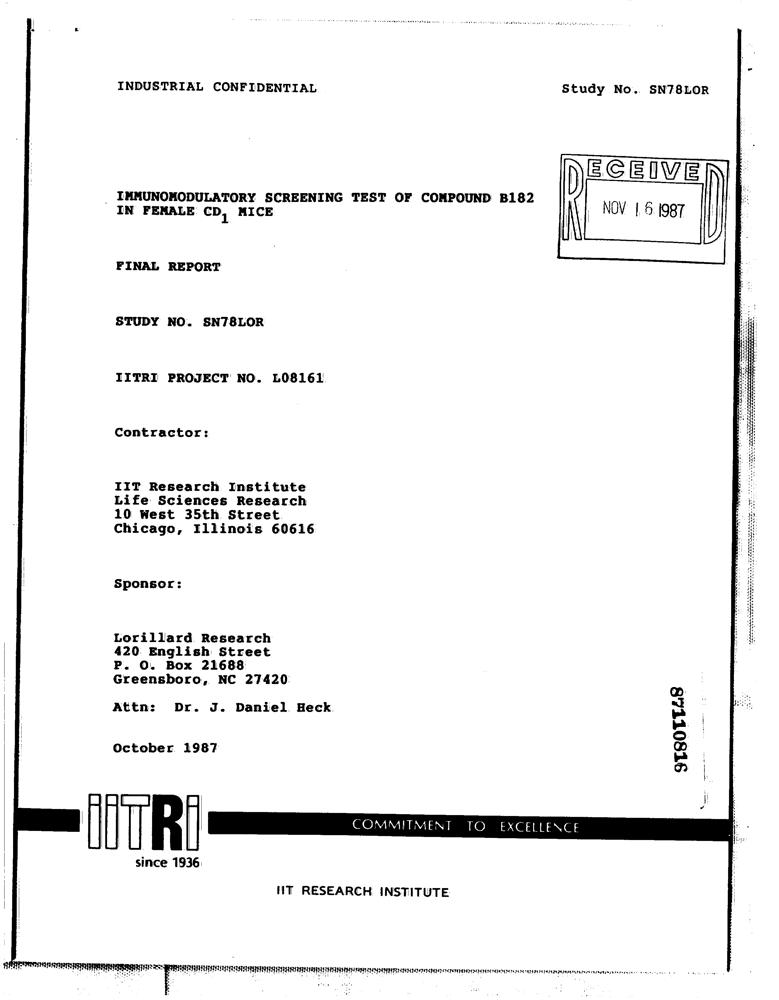 INDUSTRIAL CONFIDENTIAL Study No. SN78LOR
RECEIVED
NOV 16 1987
IMMUNOMODULATORY SCREENING TEST OF COMPOUND B182
IN FEMALE CD1 MICE
FINAL REPORT
STUDY NO. SN78LOR
IITRI PROJECT NO. L08161
Contractor:
IIT Research Institute
Life Sciences Research
10 West 35th Street
Chicago, Illinois 60616
Sponsor:
Lorillard Research
420 English Street
P. O. Box 21688
Greensboro, NC 27420
Attn: Dr. J. Daniel Heck
October 1987
87110816
iiTRi
COMMITMENT TO EXCELLENCE
since 1936
IIT RESEARCH INSTITUTE